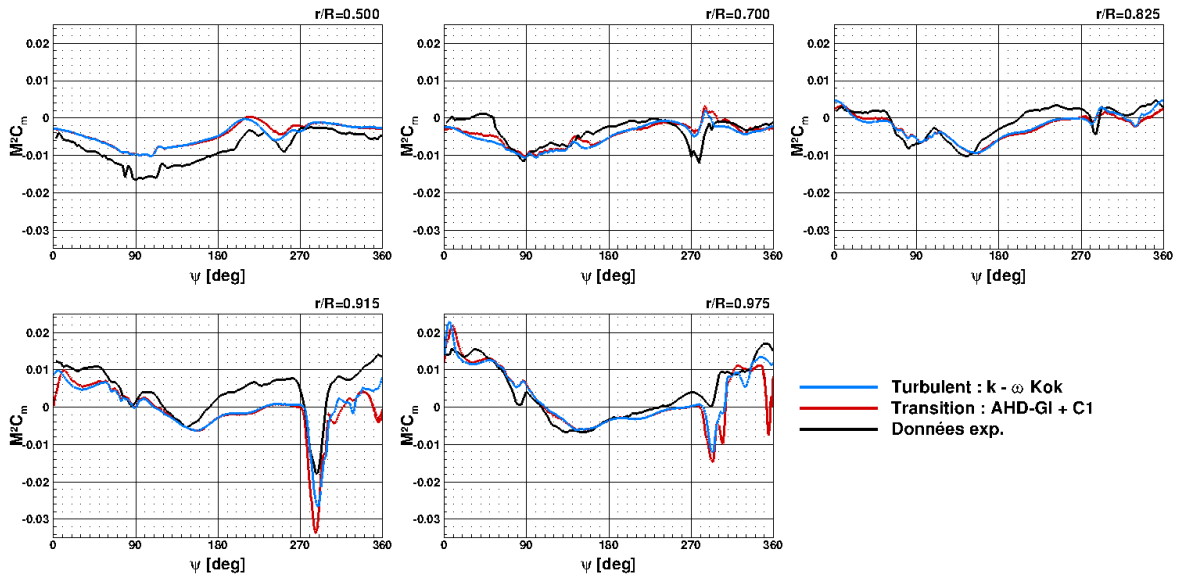 r/R=0.500
r/R=0.700
r/R=0.825
0.02
0.01
0
-0.01
-0.02
-0.03
M²Cm
0 90 180 270 360
ψ [deg]
0.02
0.01
0
-0.01
-0.02
-0.03
M²Cm
0 90 180 270 360
ψ [deg]
0.02
0.01
0
-0.01
-0.02
-0.03
M²Cm
0 90 180 270 360
ψ [deg]
r/R=0.915
r/R=0.975
0.02
0.01
0
-0.01
-0.02
-0.03
M²Cm
0 90 180 270 360
ψ [deg]
0.02
0.01
0
-0.01
-0.02
-0.03
M²Cm
0 90 180 270 360
ψ [deg]
Turbulent : k - ω Kok
Transition : AHD-GI + C1
Données exp.